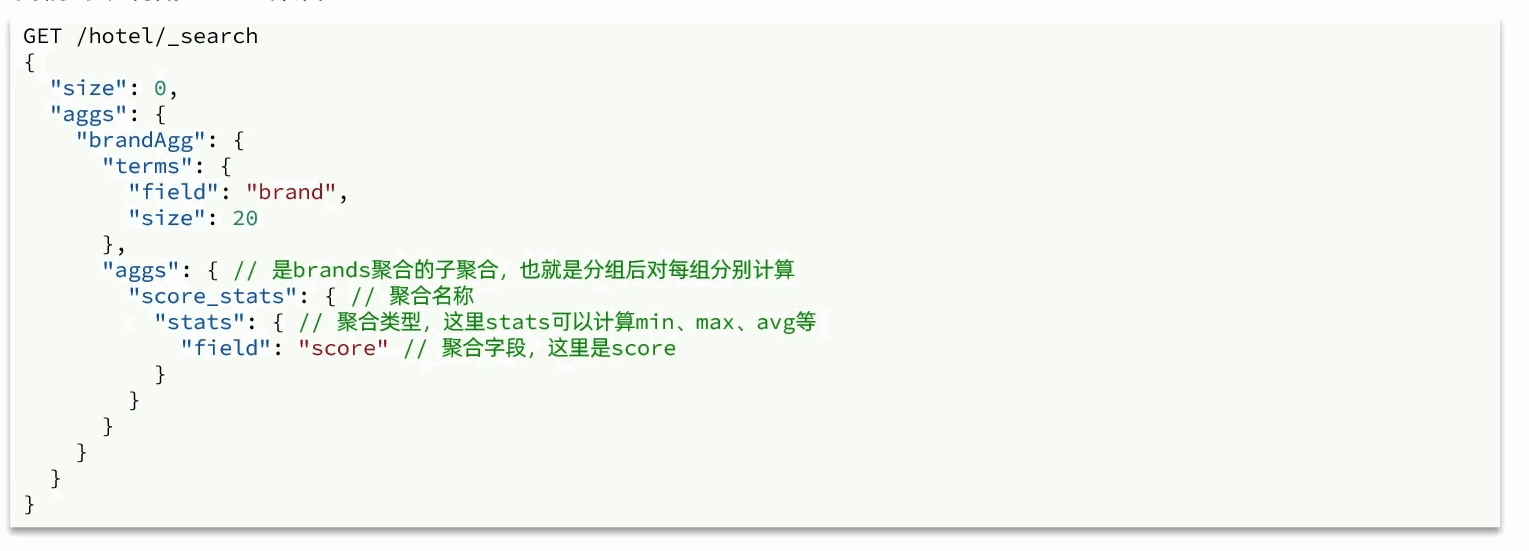 GET /hotel/_search
{
  "size": 0,
  "aggs": {
    "brandAgg": {
      "terms": {
        "field": "brand",
        "size": 20
      },
      "aggs": { // 是brands聚合的子聚合，也就是分组后对每组分别计算
        "score_stats": { // 聚合名称
          "stats": { // 聚合类型，这里stats可以计算min、max、avg等
            "field": "score" // 聚合字段，这里是score
          }
        }
      }
    }
  }
}